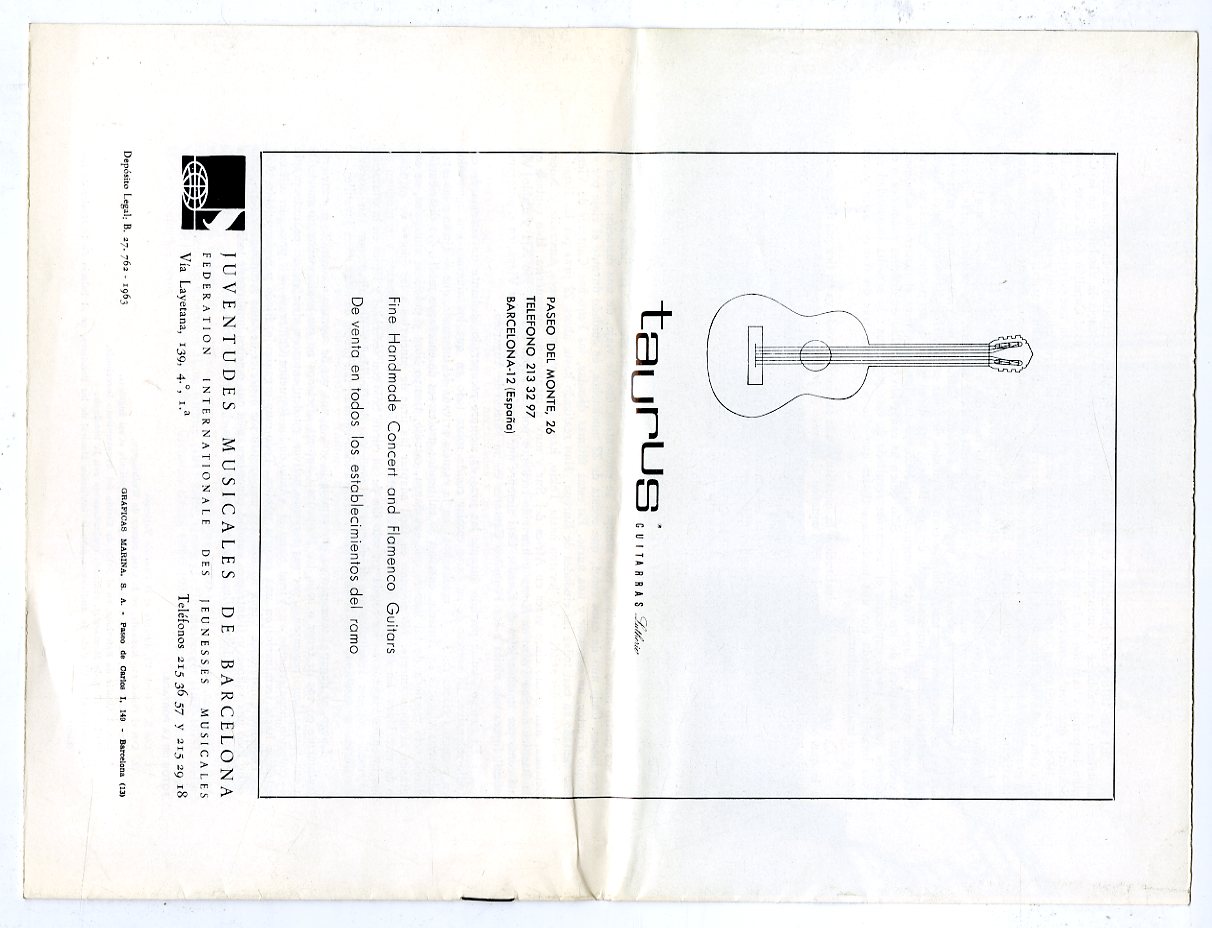 taurus* GUITARRAS Lutherie
PASEO DEL MONTE, 26
TELEFONO 213 32 97
BARCELONA-12 (España)
Fine Handmade Concert and Flamenco Guitars
De venta en todos los establecimientos del ramo
JUVENTUDES MUSICALES DE BARCELONA
FEDERATION INTERNATIONALE DES JEUNESSES MUSICALES
Vía Layetana, 139, 4.º, 1.ª Teléfonos 215 36 57 y 215 29 18
Depósito Legal: B. 27. 762 - 1963 GRAFICAS MARINA, S. A. - Paseo de Carlos I, 149 - Barcelona (13)